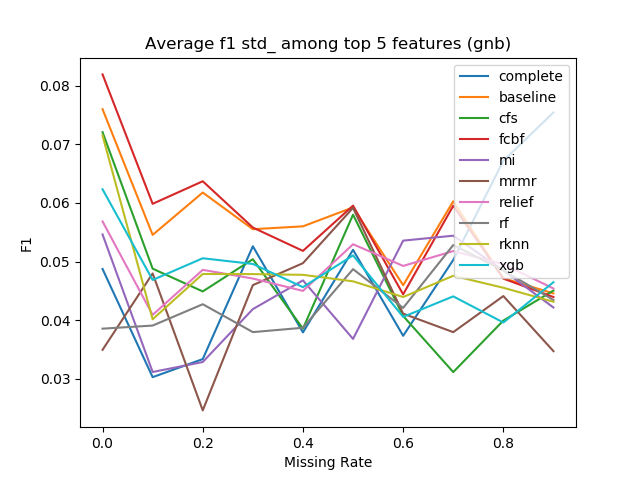 Average f1 std_ among top 5 features (gnb)
F1
0.08
0.07
0.06
0.05
0.04
0.03
0.0
0.2
0.4
0.6
0.8
Missing Rate
complete
baseline
cfs
fcbf
mi
mrmr
relief
rf
rknn
xgb